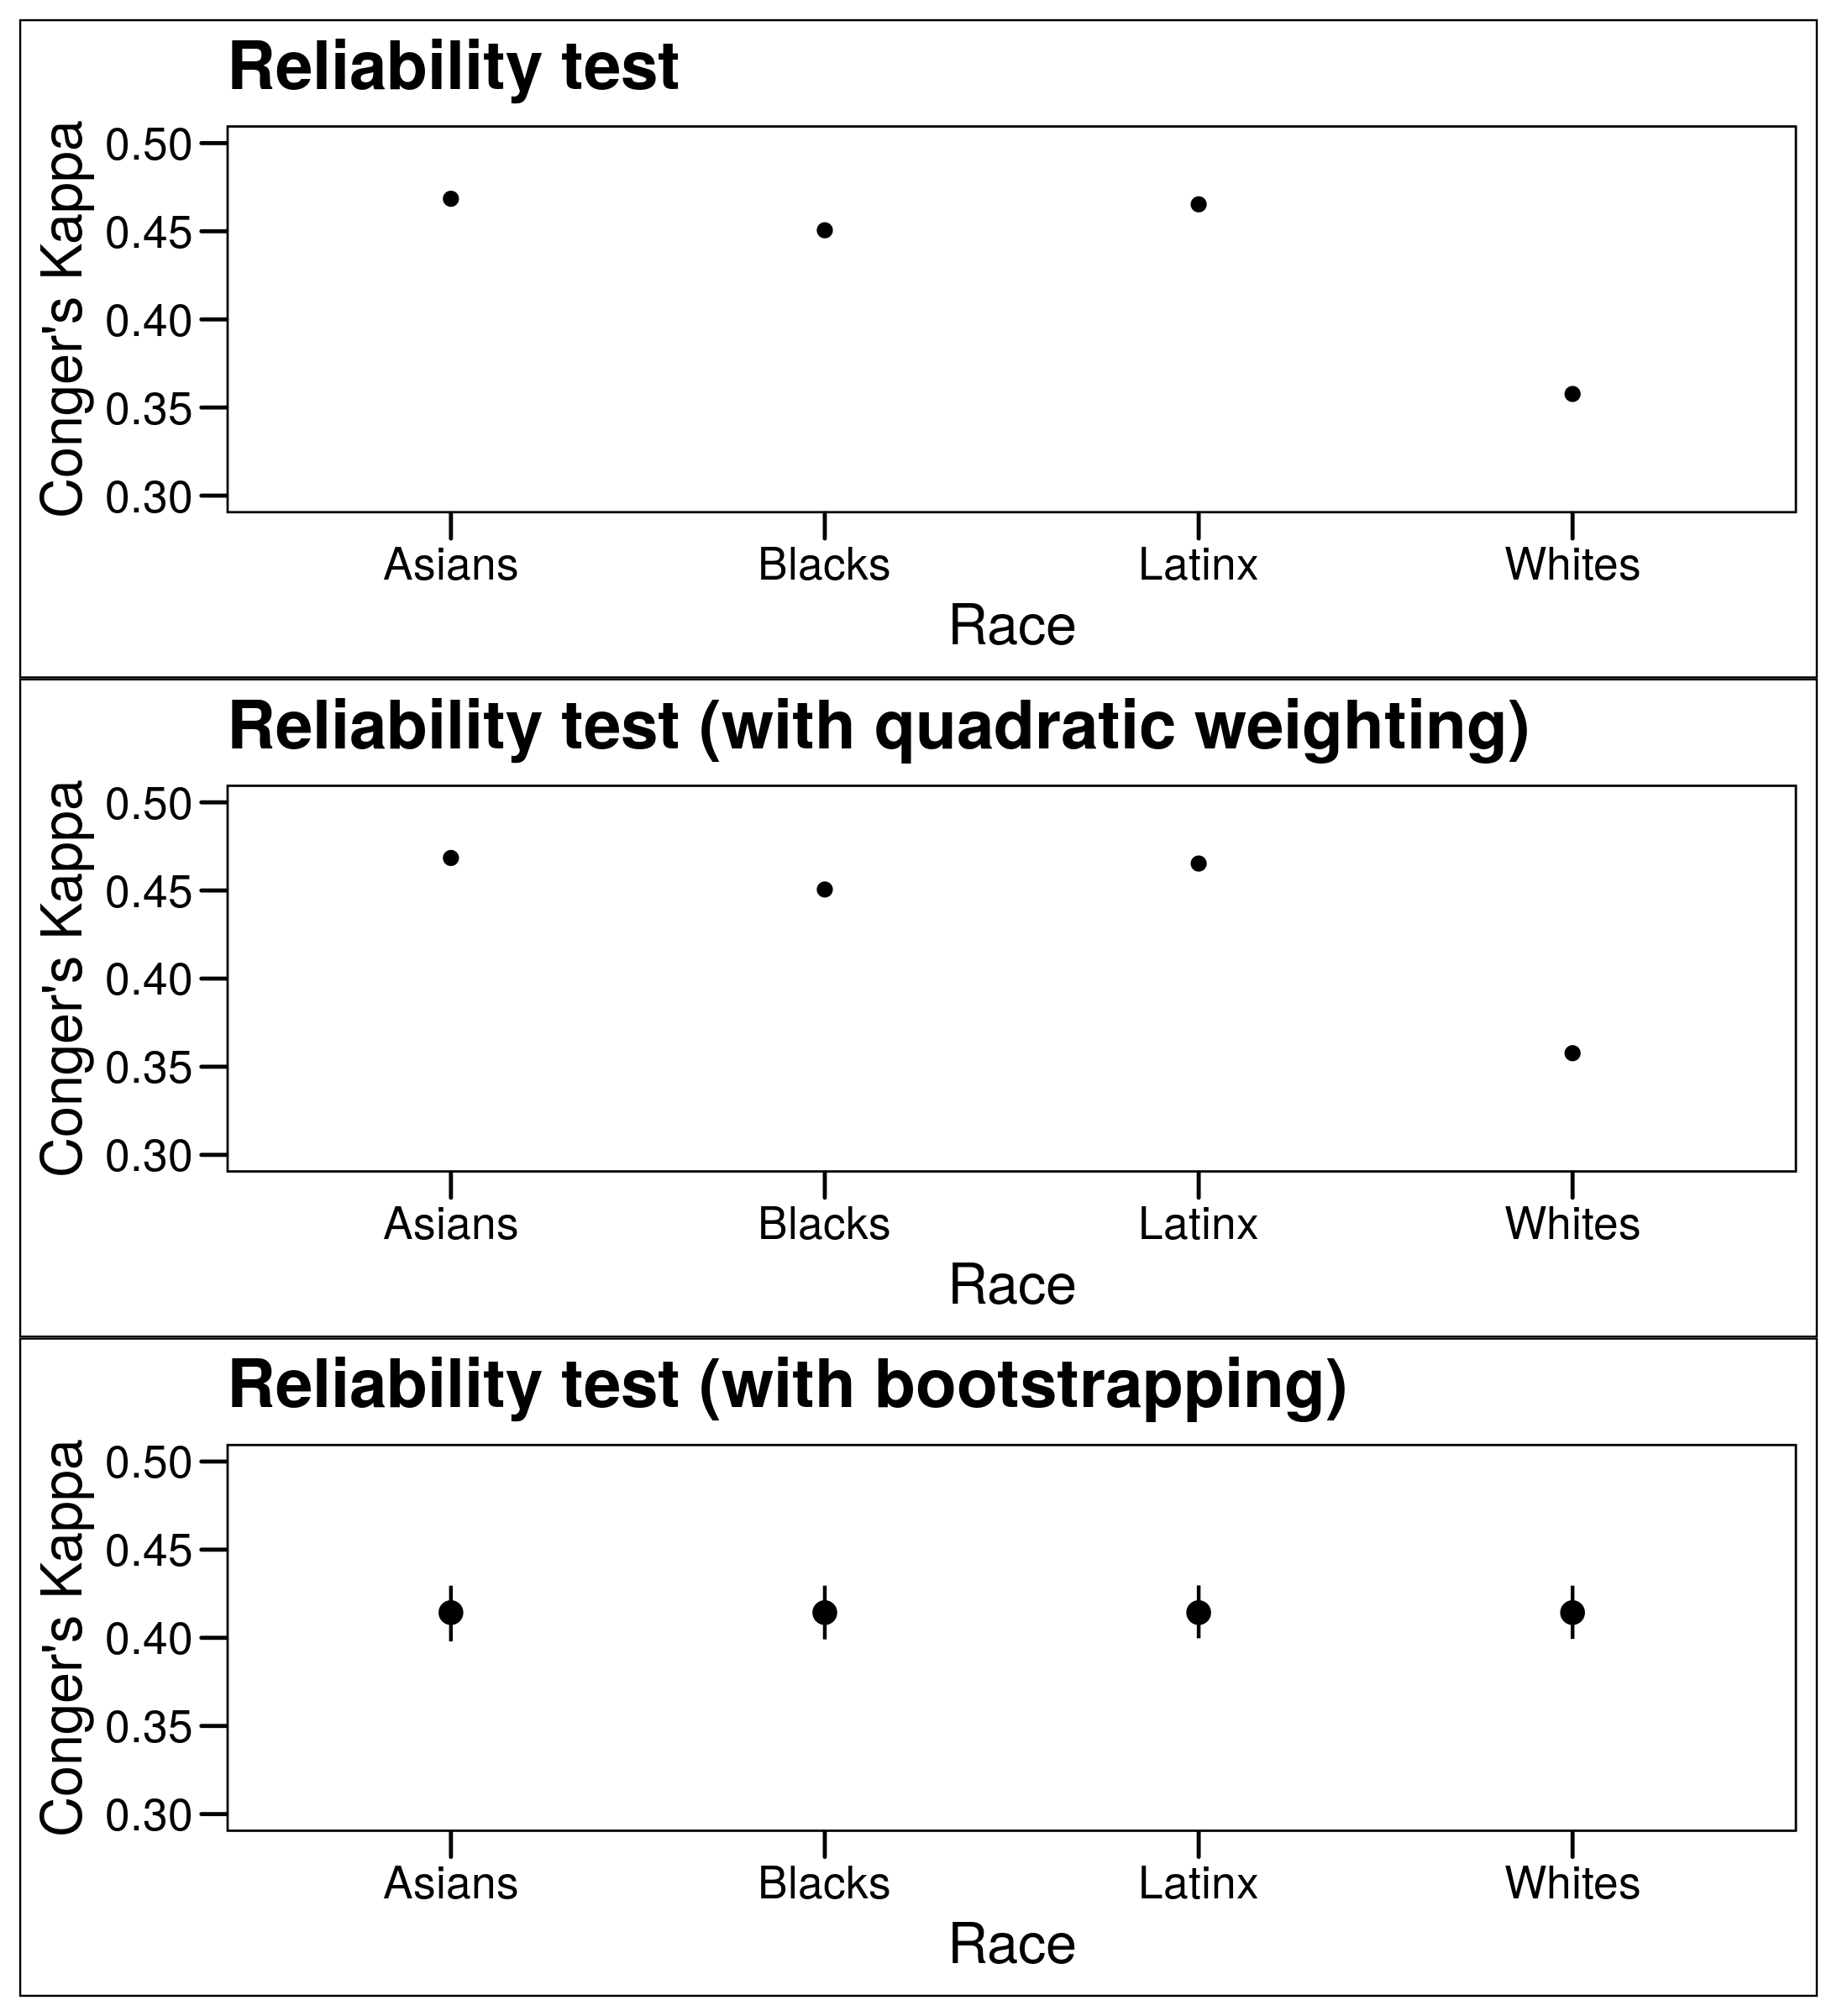 Reliability test
Conger's Kappa
0.50
0.45
0.40
0.35
0.30
Asians Blacks Latinx Whites
Race
Reliability test (with quadratic weighting)
Conger's Kappa
0.50
0.45
0.40
0.35
0.30
Asians Blacks Latinx Whites
Race
Reliability test (with bootstrapping)
Conger's Kappa
0.50
0.45
0.40
0.35
0.30
Asians Blacks Latinx Whites
Race